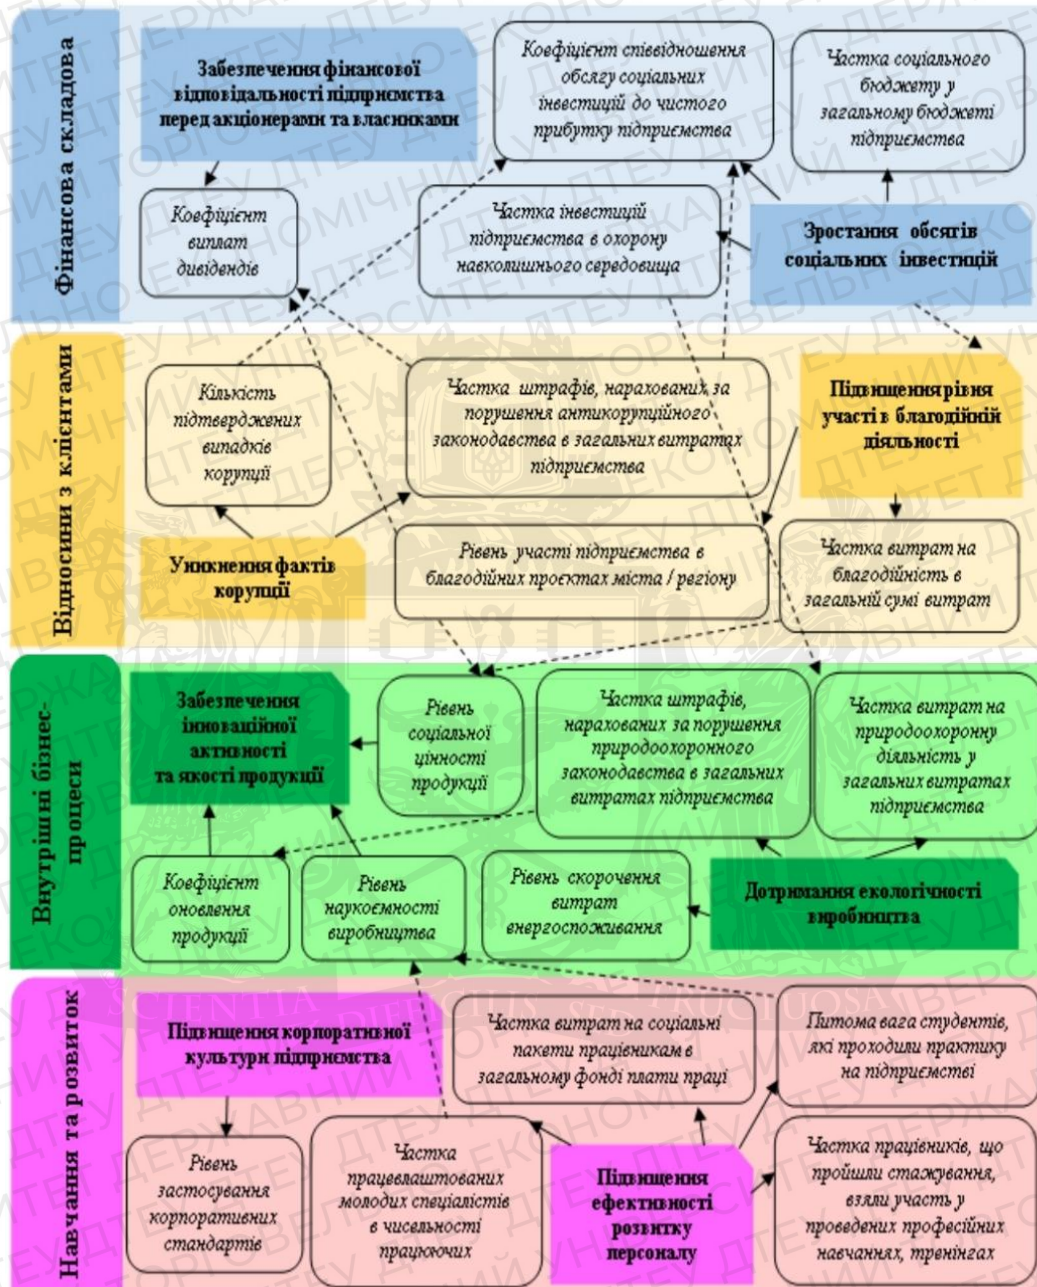 Фінансова складова
Забезпечення фінансової
відповідальності підприємства
перед акціонерами та власниками
Коефіцієнт співвідношення
обсягу соціальних
інвестицій до чистого
прибутку підприємства
Частка соціального
бюджету у
загальному бюджеті
підприємства
Коефіцієнт
виплат
дивідендів
Частка інвестицій
підприємства в охорону
навколишнього середовища
Зростання обсягів
соціальних інвестицій
Відносини з клієнтами
Кількість
підтверджених
випадків
корупції
Частка штрафів, нарахованих за
порушення антикорупційного
законодавства в загальних витратах
підприємства
Підвищення рівня
участі в благодійній
діяльності
Уникнення фактів
корупції
Рівень участі підприємства в
благодійних проєктах міста / регіону
Частка витрат на
благодійність в
загальній сумі витрат
Внутрішні бізнес-
процеси
Забезпечення
інноваційної
активності
та якості продукції
Рівень
соціальної
цінності
продукції
Частка штрафів,
нарахованих за порушення
природоохоронного
законодавства в загальних
витратах підприємства
Частка витрат на
природоохоронну
діяльність у
загальних витратах
підприємства
Коефіцієнт
оновлення
продукції
Рівень
наукоємності
виробництва
Рівень скорочення
витрат
енергоспоживання
Дотримання екологічності
виробництва
Навчання та розвиток
Підвищення корпоративної
культури підприємства
Частка витрат на соціальні
пакети працівникам в
загальному фонді плати праці
Питома вага студентів,
які проходили практику
на підприємстві
Рівень
застосування
корпоративних
стандартів
Частка
працевлаштованих
молодих спеціалістів
в чисельності
працюючих
Підвищення
ефективності
розвитку
персоналу
Частка працівників, що
пройшли стажування,
взяли участь у
проведених професійних
навчаннях, тренінгах